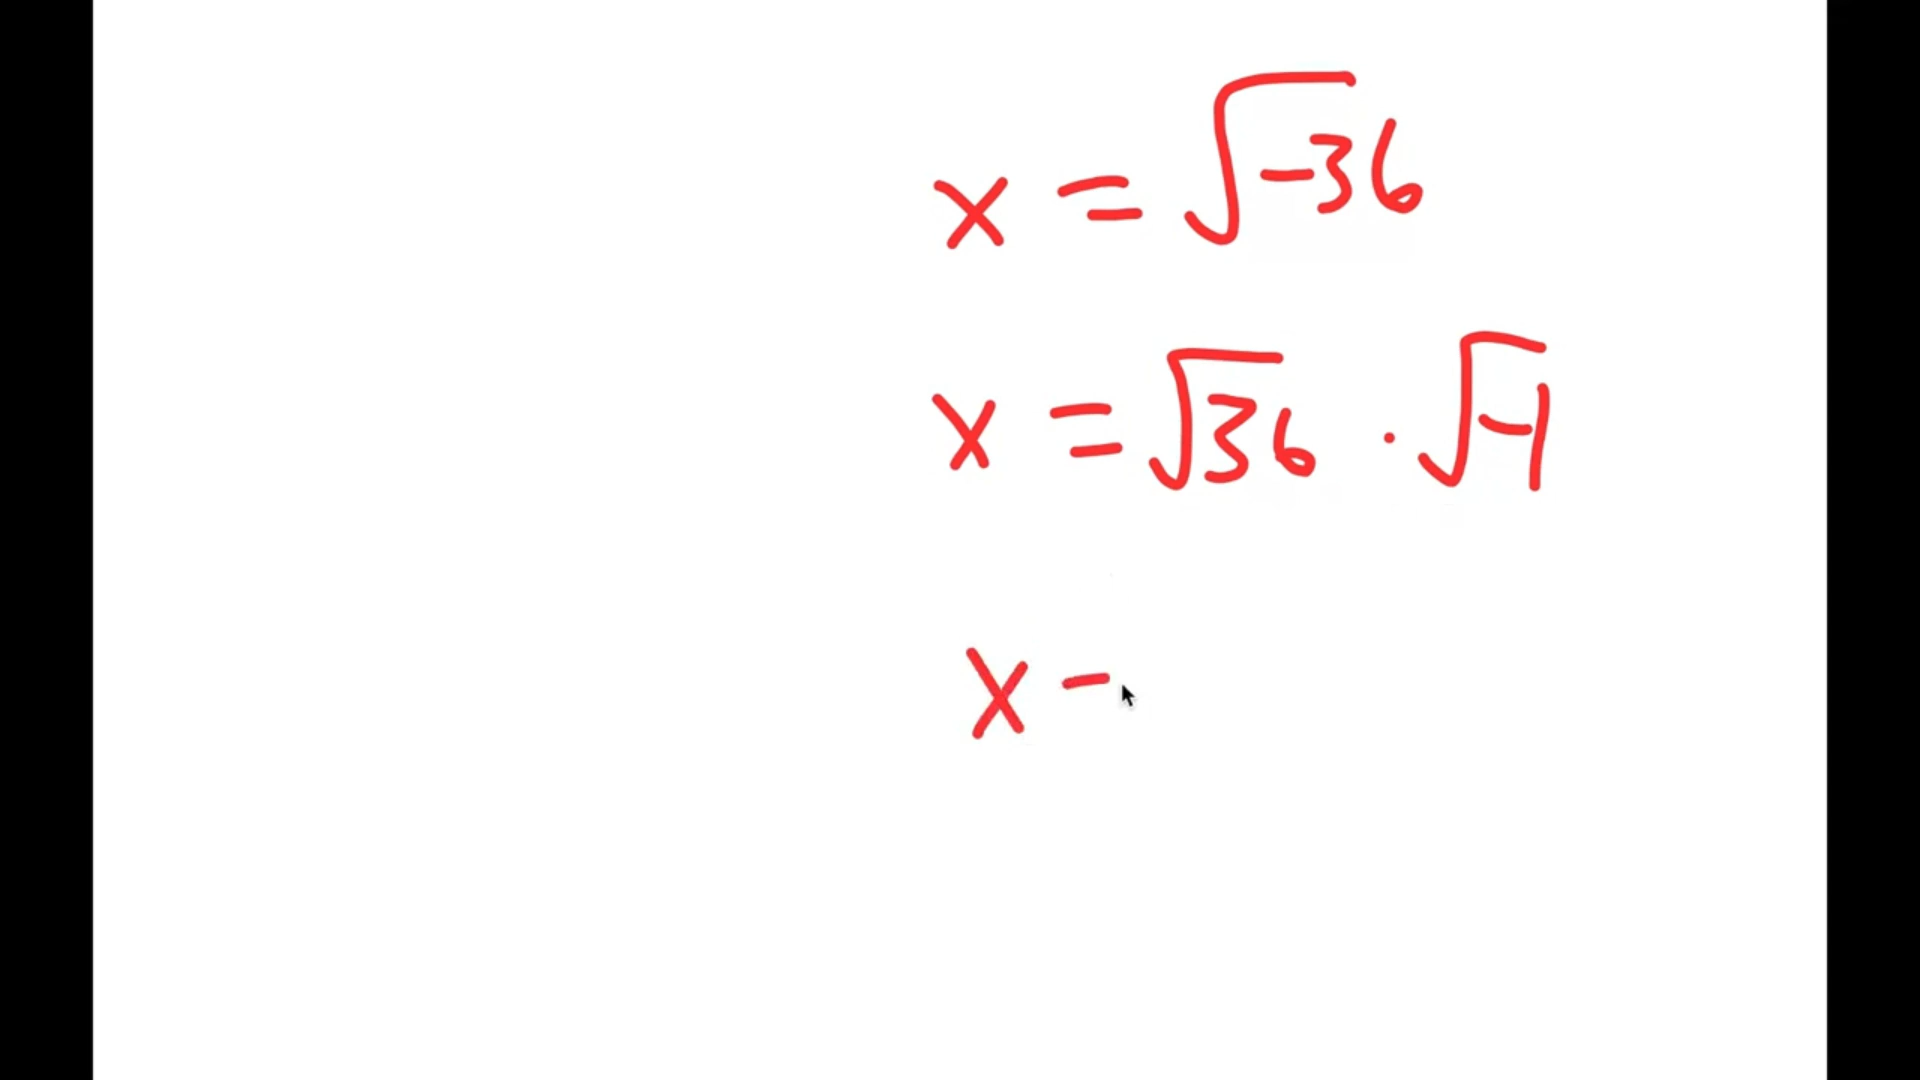 x = √-36
x = √36 · √-1
x -